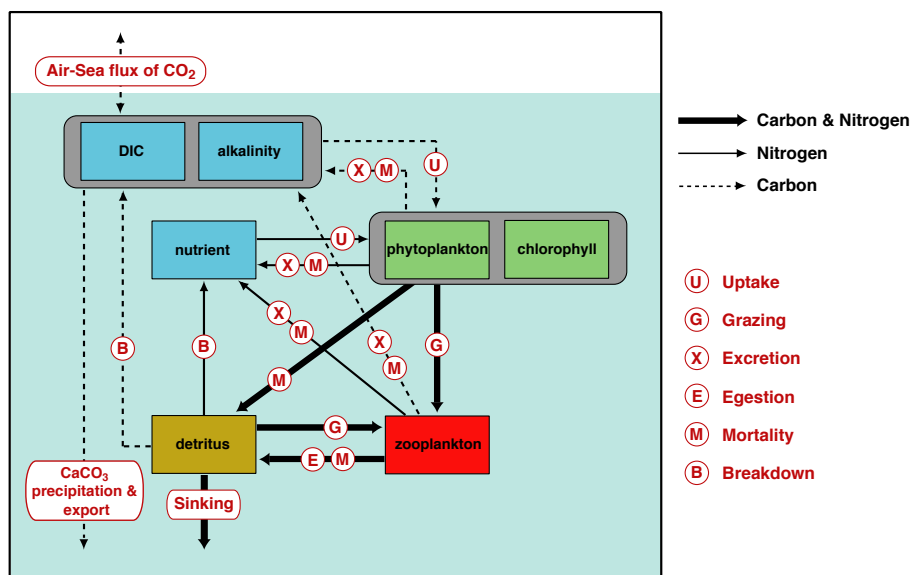 Air-Sea flux of CO2
DIC
alkalinity
U
X M
nutrient
U
phytoplankton
chlorophyll
X M
X
M
B
B
G
X
M
M
detritus
G
zooplankton
E M
CaCO3
precipitation &
export
Sinking
Carbon & Nitrogen
Nitrogen
Carbon
U Uptake
G Grazing
X Excretion
E Egestion
M Mortality
B Breakdown